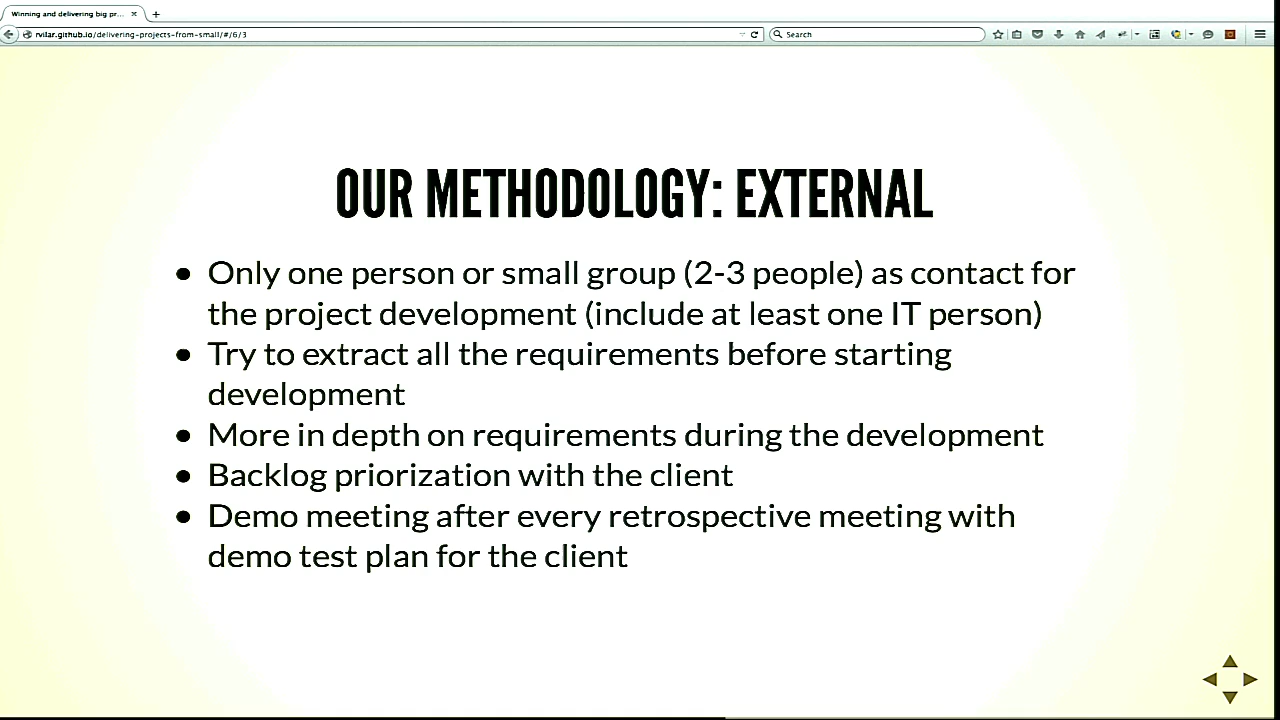 Winning and delivering big pr...
rvilar.github.io/delivering-projects-from-small/#/6/3
Search
OUR METHODOLOGY: EXTERNAL
Only one person or small group (2-3 people) as contact for
the project development (include at least one IT person)
Try to extract all the requirements before starting
development
More in depth on requirements during the development
Backlog priorization with the client
Demo meeting after every retrospective meeting with
demo test plan for the client